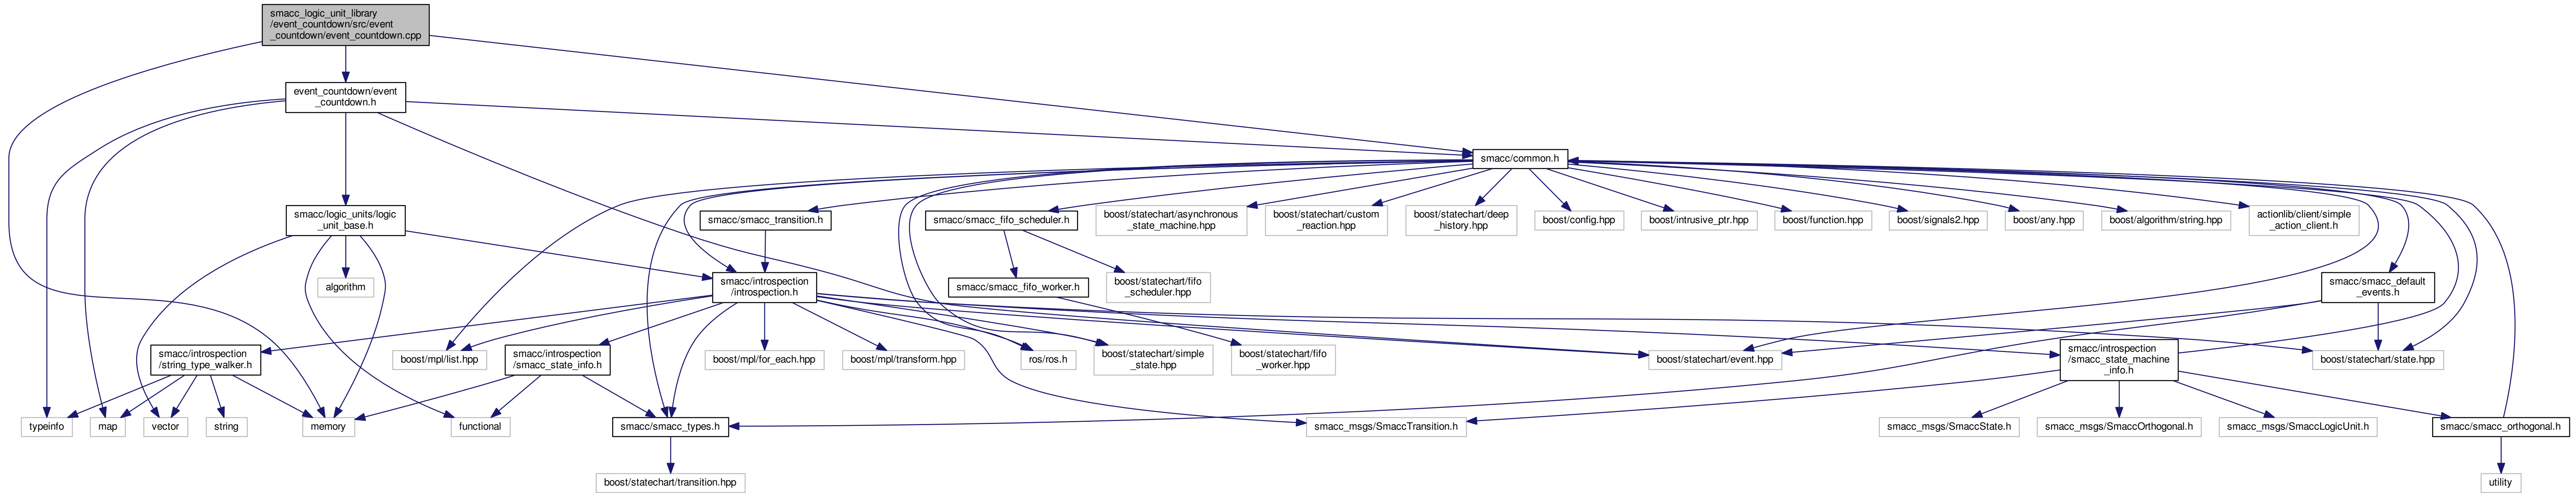 smacc_logic_unit_library
/event_countdown/src/event
_countdown/event_countdown.cpp
event_countdown/event
_countdown.h
smacc/common.h
smacc/logic_units/logic
_unit_base.h
smacc/smacc_transition.h
smacc/smacc_fifo_scheduler.h
boost/statechart/asynchronous
_state_machine.hpp
boost/statechart/custom
_reaction.hpp
boost/statechart/deep
_history.hpp
boost/config.hpp
boost/intrusive_ptr.hpp
boost/function.hpp
boost/signals2.hpp
boost/any.hpp
boost/algorithm/string.hpp
actionlib/client/simple
_action_client.h
algorithm
smacc/introspection
/introspection.h
smacc/smacc_fifo_worker.h
boost/statechart/fifo
_scheduler.hpp
smacc/smacc_default
_events.h
smacc/introspection
/string_type_walker.h
boost/mpl/list.hpp
smacc/introspection
/smacc_state_info.h
boost/mpl/for_each.hpp
boost/mpl/transform.hpp
ros/ros.h
boost/statechart/simple
_state.hpp
boost/statechart/fifo
_worker.hpp
boost/statechart/event.hpp
smacc/introspection
/smacc_state_machine
_info.h
boost/statechart/state.hpp
typeinfo
map
vector
string
memory
functional
smacc/smacc_types.h
smacc_msgs/SmaccTransition.h
smacc_msgs/SmaccState.h
smacc_msgs/SmaccOrthogonal.h
smacc_msgs/SmaccLogicUnit.h
smacc/smacc_orthogonal.h
boost/statechart/transition.hpp
utility